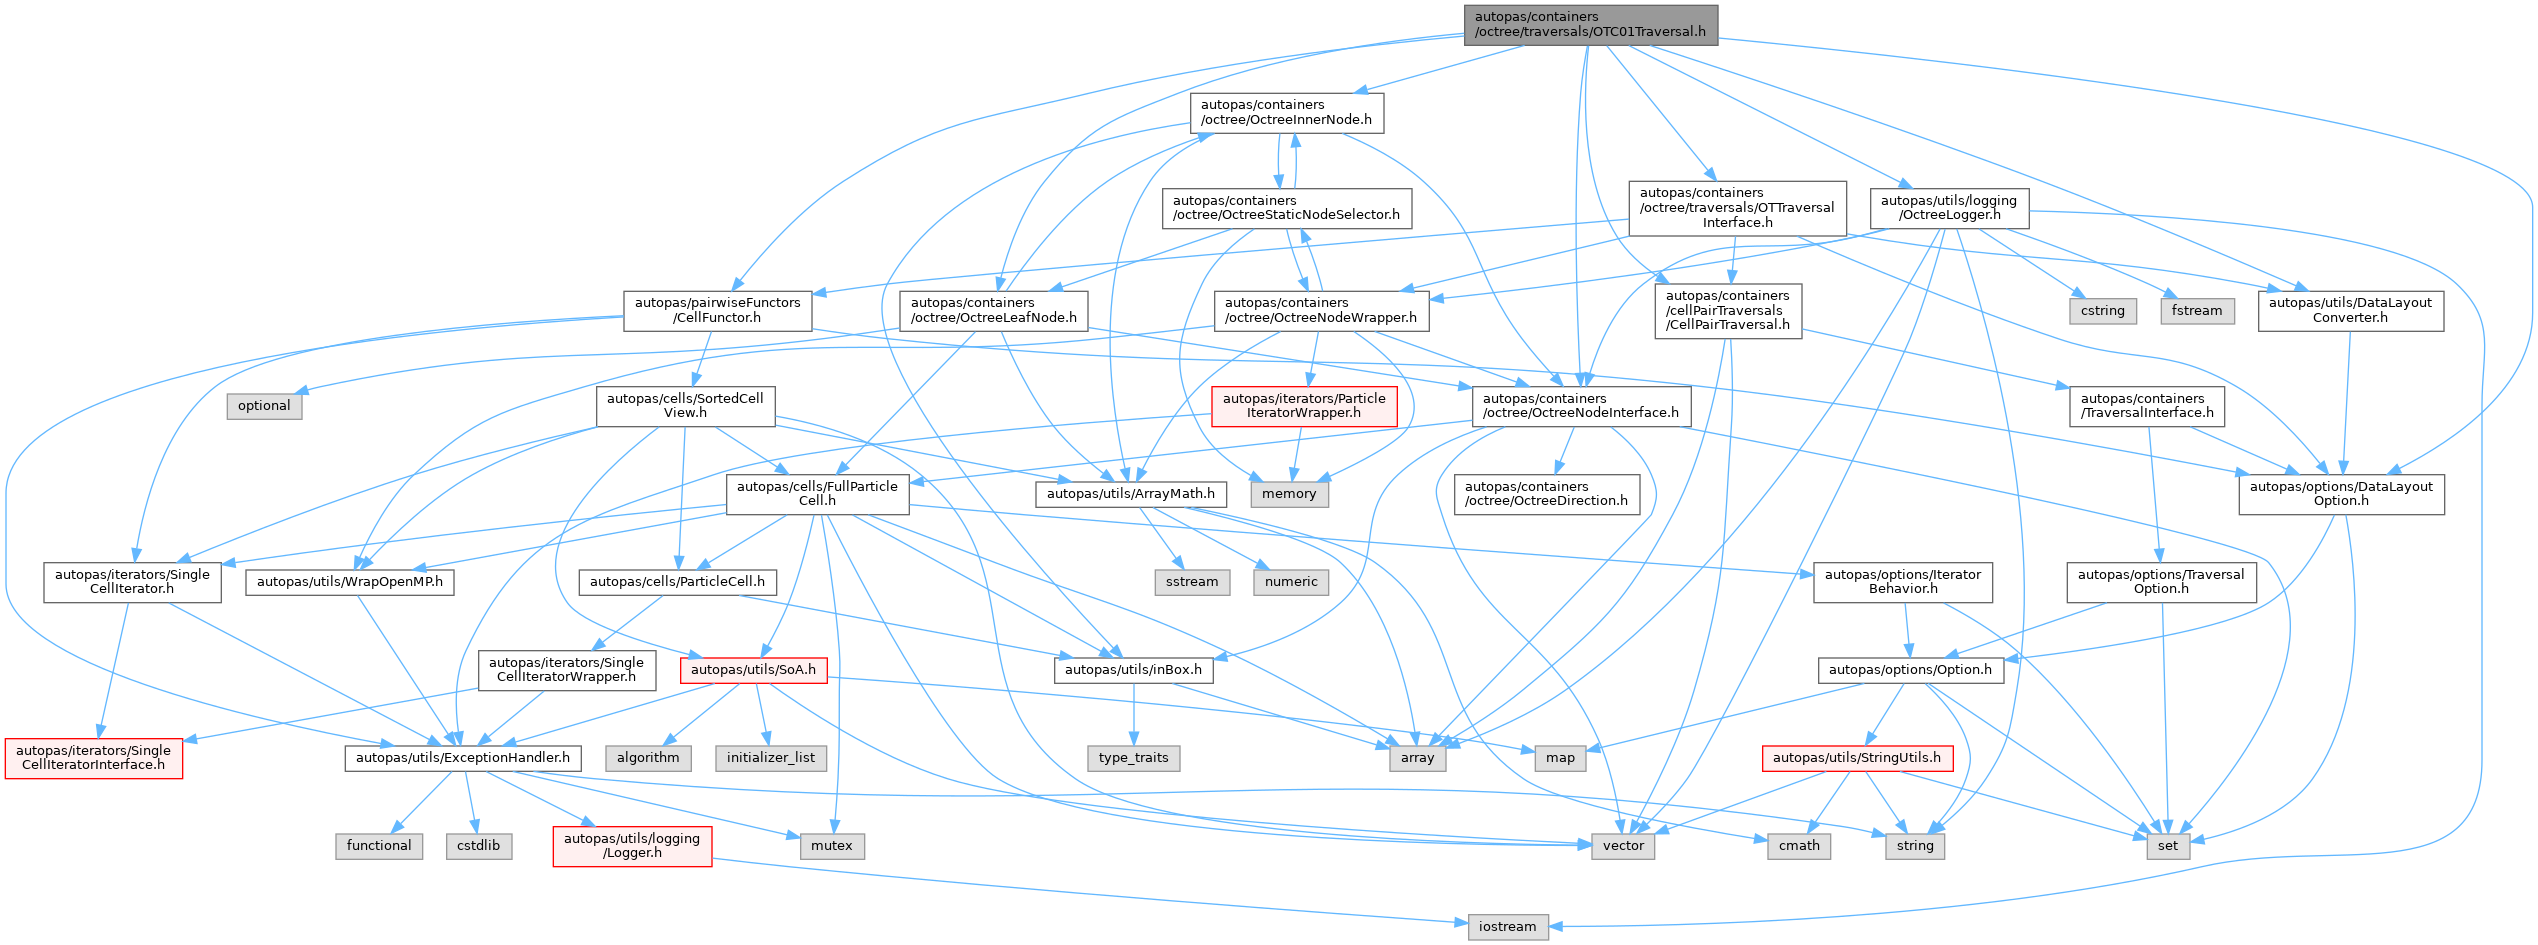 autopas/containers
/octree/traversals/OTC01Traversal.h
autopas/containers
/octree/OctreeInnerNode.h
autopas/containers
/octree/OctreeStaticNodeSelector.h
autopas/containers
/octree/traversals/OTTraversal
Interface.h
autopas/utils/logging
/OctreeLogger.h
autopas/pairwiseFunctors
/CellFunctor.h
autopas/containers
/octree/OctreeLeafNode.h
autopas/containers
/octree/OctreeNodeWrapper.h
autopas/containers
/cellPairTraversals
/CellPairTraversal.h
cstring
fstream
autopas/utils/DataLayout
Converter.h
optional
autopas/cells/SortedCell
View.h
autopas/iterators/Particle
IteratorWrapper.h
autopas/containers
/octree/OctreeNodeInterface.h
autopas/containers
/TraversalInterface.h
autopas/cells/FullParticle
Cell.h
autopas/utils/ArrayMath.h
memory
autopas/containers
/octree/OctreeDirection.h
autopas/options/DataLayout
Option.h
autopas/iterators/Single
CellIterator.h
autopas/utils/WrapOpenMP.h
autopas/cells/ParticleCell.h
sstream
numeric
autopas/options/Iterator
Behavior.h
autopas/options/Traversal
Option.h
autopas/iterators/Single
CellIteratorWrapper.h
autopas/utils/SoA.h
autopas/utils/inBox.h
autopas/options/Option.h
autopas/iterators/Single
CellIteratorInterface.h
autopas/utils/ExceptionHandler.h
algorithm
initializer_list
type_traits
array
map
autopas/utils/StringUtils.h
functional
cstdlib
autopas/utils/logging
/Logger.h
mutex
vector
cmath
string
set
iostream